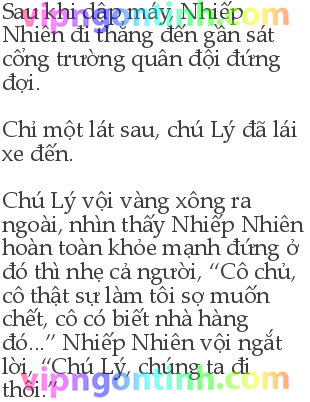 Sau khi dập máy, Nhiếp
Nhiên đi thẳng đến gần sát
cổng trường quân đội đứng
đợi.
Chỉ một lát sau, chú Lý đã lái
xe đến.
Chú Lý vội vàng xông ra
ngoài, nhìn thấy Nhiếp Nhiên
hoàn toàn khỏe mạnh đứng ở
đó thì nhẹ cả người, “Cô chủ,
cô thật sự làm tôi sợ muốn
chết, cô có biết nhà hàng
đó...” Nhiếp Nhiên vội ngắt
lời, “Chú Lý, chúng ta đi
thôi.”
vipngontinh.com
vipngontinh.com